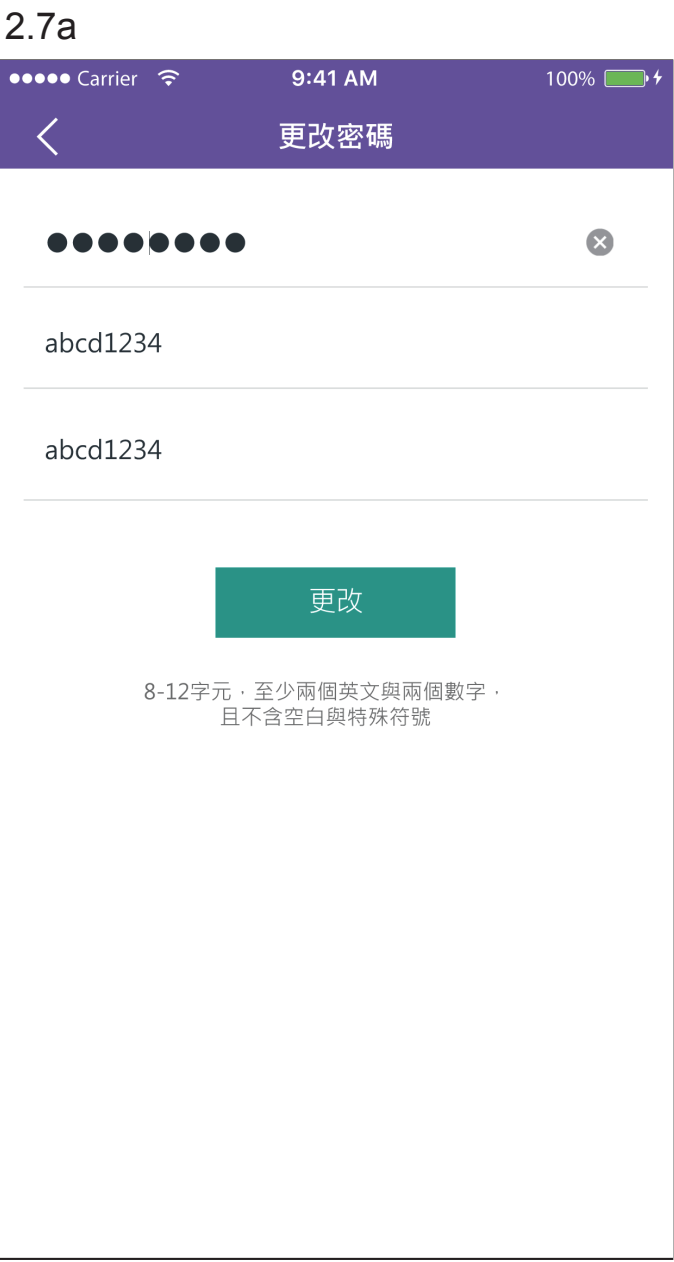 2.7a
Carrier 9:41 AM 100%
更改密碼
●●●●●●●●
abcd1234
abcd1234
更改
8-12字元，至少兩個英文與兩個數字，
且不含空白與特殊符號